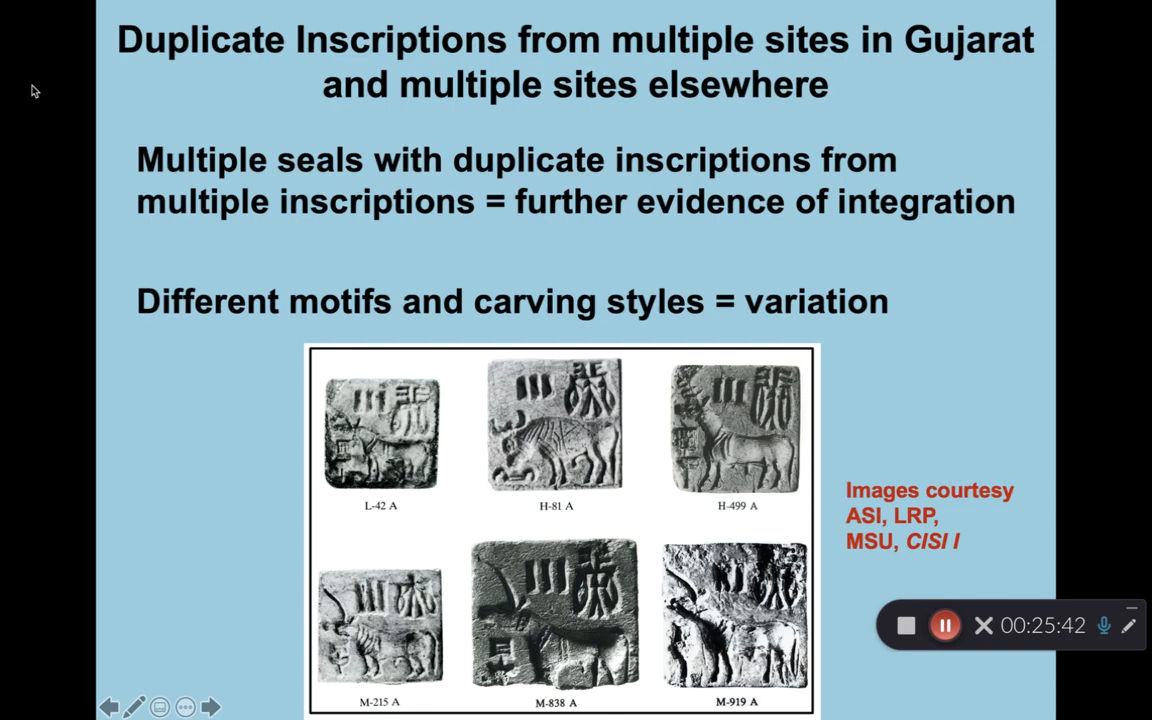 Duplicate Inscriptions from multiple sites in Gujarat
and multiple sites elsewhere
Multiple seals with duplicate inscriptions from
multiple inscriptions = further evidence of integration
Different motifs and carving styles = variation
L-42 A
H-81 A
H-499 A
Images courtesy
ASI, LRP,
MSU, CISI I
00:25:42
M-215 A
M-838 A
M-919 A